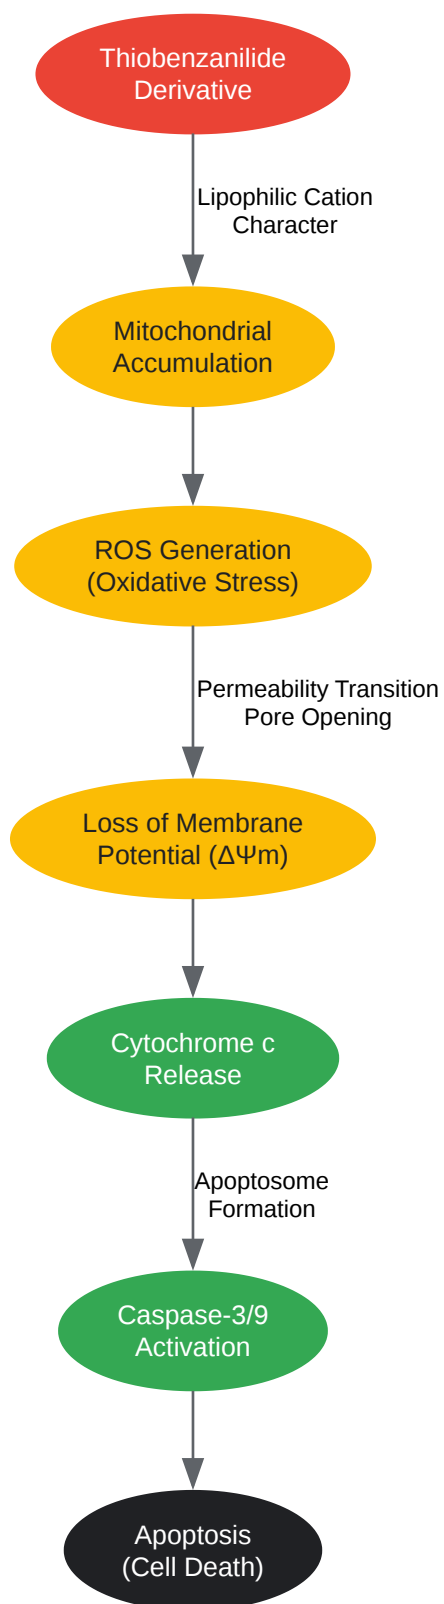 Thiobenzanilide
Derivative
Lipophilic Cation
Character
Mitochondrial
Accumulation
ROS Generation
(Oxidative Stress)
Permeability Transition
Pore Opening
Loss of Membrane
Potential (ΔΨm)
Cytochrome c
Release
Apoptosome
Formation
Caspase-3/9
Activation
Apoptosis
(Cell Death)